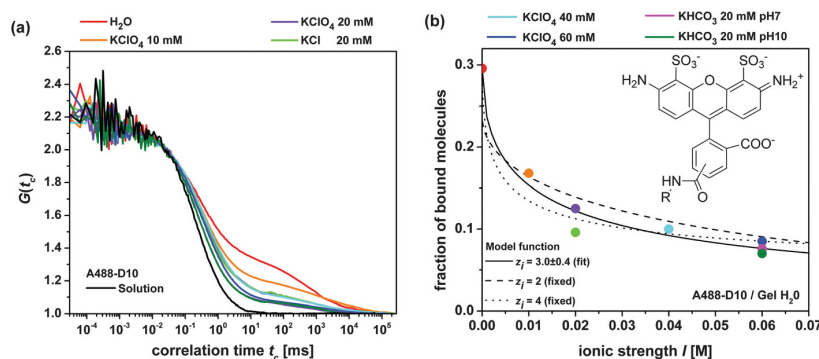 (a)
H₂O
KClO₄ 10 mM
KClO₄ 20 mM
KCl 20 mM
G(t_c)
2.6
2.4
2.2
2.0
1.8
1.6
1.4
1.2
1.0
A488-D10
Solution
10⁻⁴ 10⁻³ 10⁻² 10⁻¹ 10⁰ 10¹ 10² 10³ 10⁴ 10⁵
correlation time t_c [ms]
(b)
KClO₄ 40 mM
KClO₄ 60 mM
KHCO₃ 20 mM pH7
KHCO₃ 20 mM pH10
fraction of bound molecules
0.3
0.2
0.1
0.0
SO₃⁻ SO₃⁻
H₂N O NH₂⁺
COO⁻
HN O
R'
Model function
z_i = 3.0±0.4 (fit)
z_i = 2 (fixed)
z_i = 4 (fixed)
A488-D10 / Gel H₂O
0.00 0.01 0.02 0.03 0.04 0.05 0.06 0.07
ionic strength I [M]